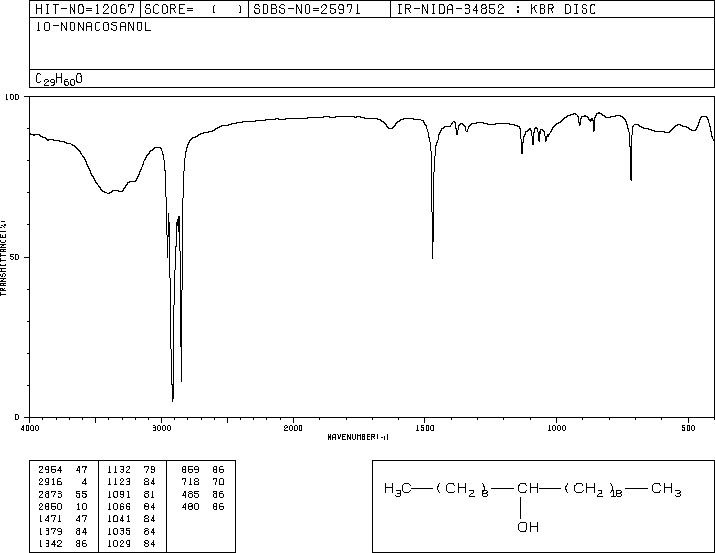 HIT-NO=12067 SCORE= ( ) SDBS-NO=25971 IR-NIDA-34852 : KBR DISC
10-NONACOSANOL
C29H60O
100
50
0
TRANSMITTANCE(%)
4000 3000 2000 1500 1000 500
WAVENUMBER(-1)
2954 47 1132 79 869 86
2916 4 1123 84 718 70
2873 55 1091 81 485 86
2850 10 1066 84 480 86
1471 47 1041 84
1379 84 1035 84
1342 86 1029 84
H3C—(CH2)8—CH—(CH2)18—CH3
OH